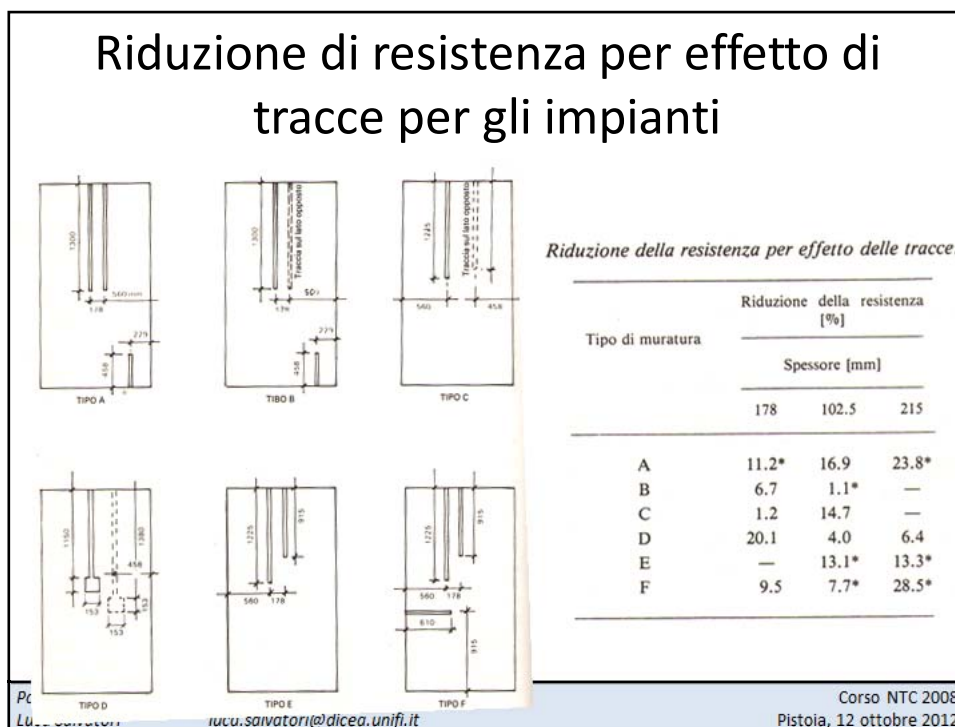 Riduzione di resistenza per effetto di
tracce per gli impianti
1300
560mm
178
229
458
TIPO A
1300
Traccia sul lato opposto
229
458
TIBO B
1225
Traccia sul lato opposto
560
458
TIPO C
1150
1380
458
153
153
153
TIPO D
1225
915
560
178
TIPO E
1225
915
560
178
610
915
TIPO F
Riduzione della resistenza per effetto delle tracce.
Riduzione della resistenza
[%]
Tipo di muratura
Spessore [mm]
178 102.5 215
A 11.2* 16.9 23.8*
B 6.7 1.1* —
C 1.2 14.7 —
D 20.1 4.0 6.4
E — 13.1* 13.3*
F 9.5 7.7* 28.5*
luca.salvatori@dicea.unifi.it
Corso NTC 2008
Pistoia, 12 ottobre 2012